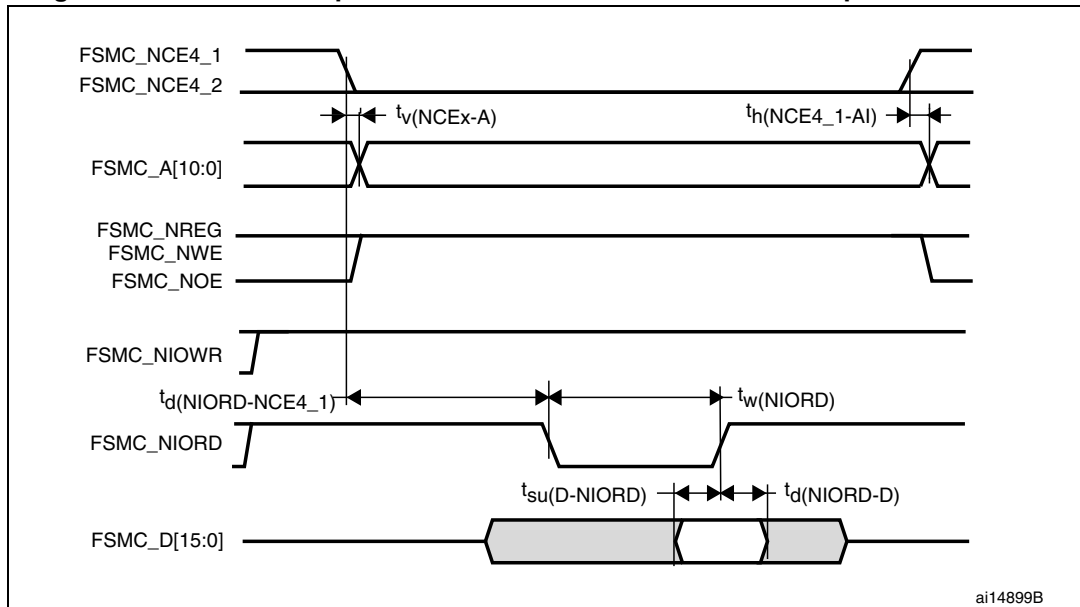 FSMC_NCE4_1
FSMC_NCE4_2
tv(NCEx-A)
th(NCE4_1-AI)
FSMC_A[10:0]
FSMC_NREG
FSMC_NWE
FSMC_NOE
FSMC_NIOWR
td(NIORD-NCE4_1)
tw(NIORD)
FSMC_NIORD
tsu(D-NIORD)
td(NIORD-D)
FSMC_D[15:0]
ai14899B